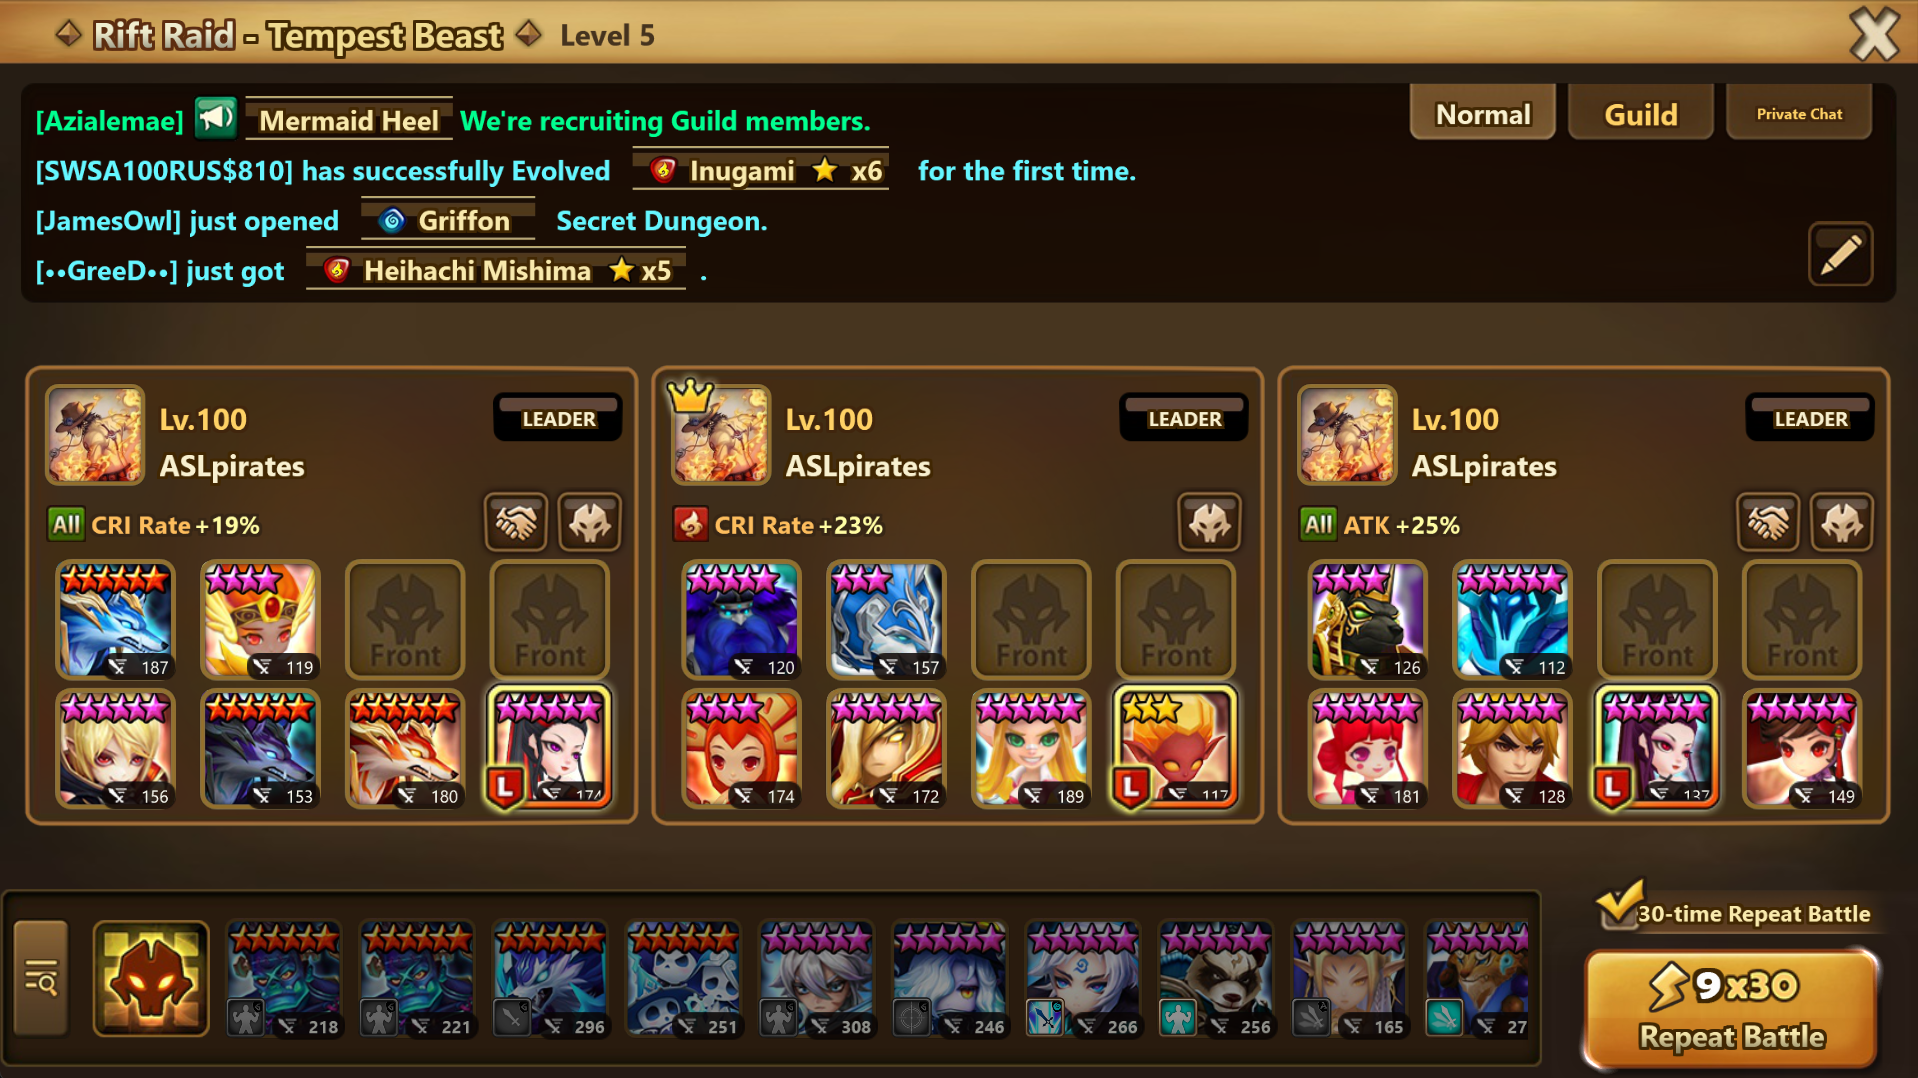 Rift Raid - Tempest Beast Level 5
[Azialemae] Mermaid Heel We're recruiting Guild members.
[SWSA100RUS$810] has successfully Evolved Inugami x6 for the first time.
[JamesOwl] just opened Griffon Secret Dungeon.
[••GreeD••] just got Heihachi Mishima x5 .
Normal Guild Private Chat
Lv.100 LEADER
ASLpirates
All CRI Rate +19%
187 119 Front Front
156 153 180 L 174
Lv.100 LEADER
ASLpirates
CRI Rate +23%
120 157 Front Front
174 172 189 L 117
Lv.100 LEADER
ASLpirates
All ATK +25%
126 112 Front Front
181 128 L 137 149
218 221 296 251 308 246 266 256 165 27
30-time Repeat Battle
9x30
Repeat Battle